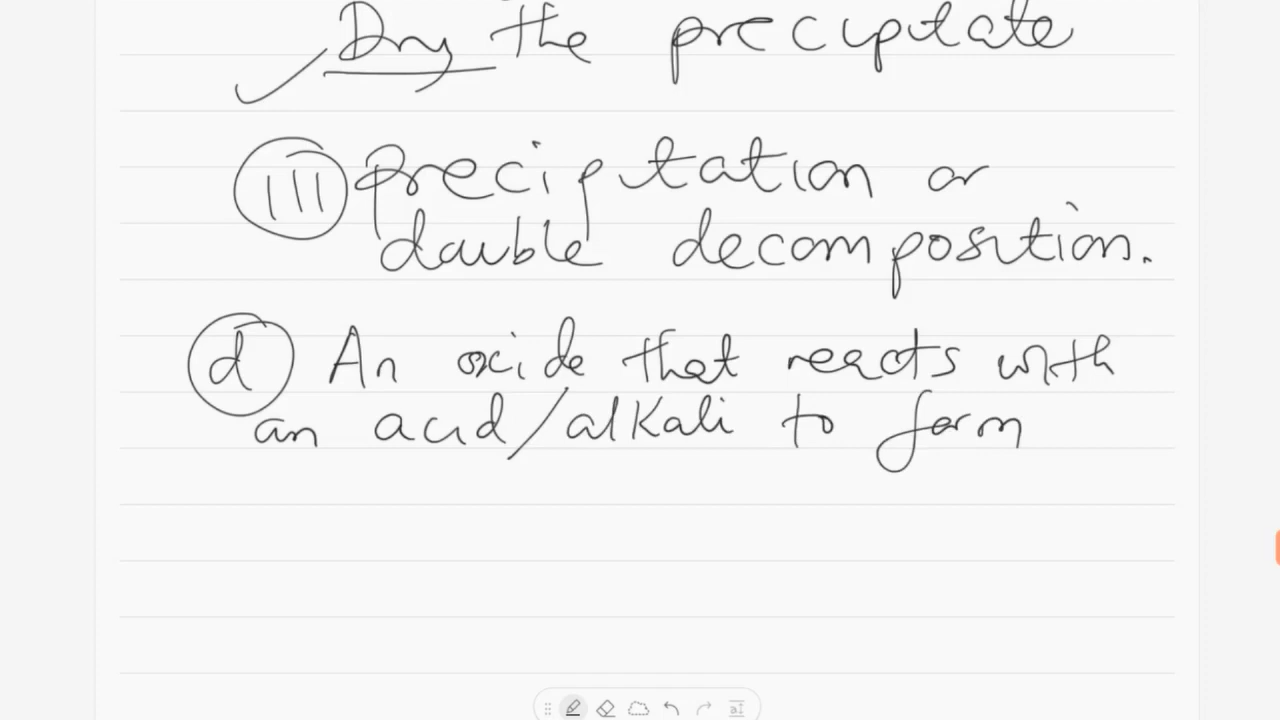 Dry the precipitate
iii precipitation or
double decomposition.
d An oxide that reacts with
an acid/alkali to form